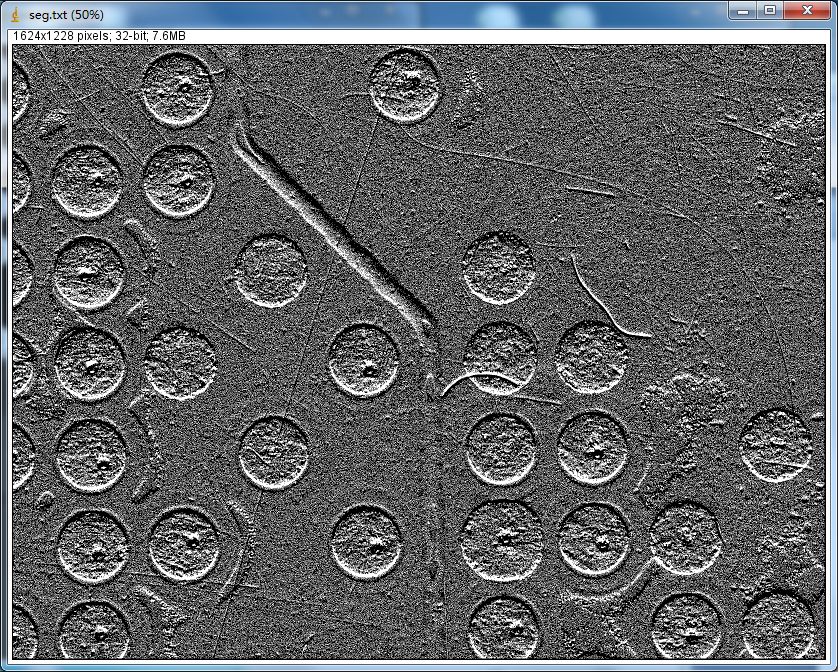 seg.txt (50%)
1624x1228 pixels; 32-bit; 7.6MB